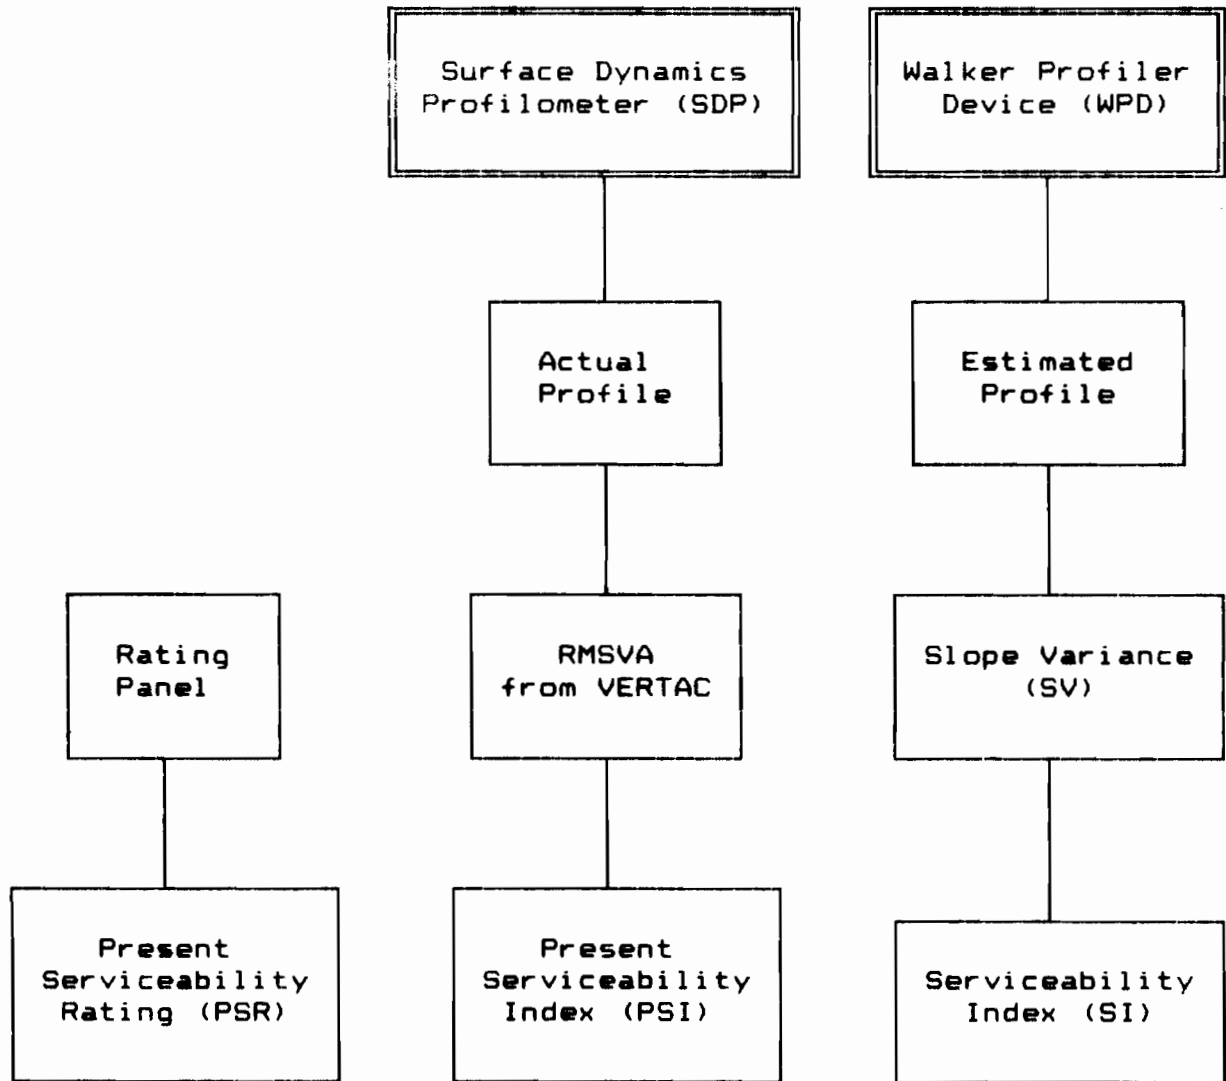 Surface Dynamics
Profilometer (SDP)
Walker Profiler
Device (WPD)
Actual
Profile
Estimated
Profile
Rating
Panel
RMSVA
from VERTAC
Slope Variance
(SV)
Present
Serviceability
Rating (PSR)
Present
Serviceability
Index (PSI)
Serviceability
Index (SI)